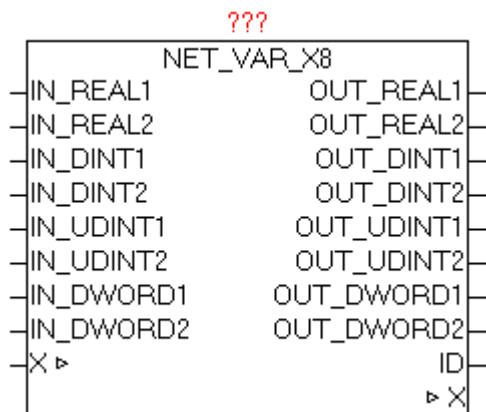 ???
NET_VAR_X8
IN_REAL1 OUT_REAL1
IN_REAL2 OUT_REAL2
IN_DINT1 OUT_DINT1
IN_DINT2 OUT_DINT2
IN_UDINT1 OUT_UDINT1
IN_UDINT2 OUT_UDINT2
IN_DWORD1 OUT_DWORD1
IN_DWORD2 OUT_DWORD2
X ▹ ID
▹ X